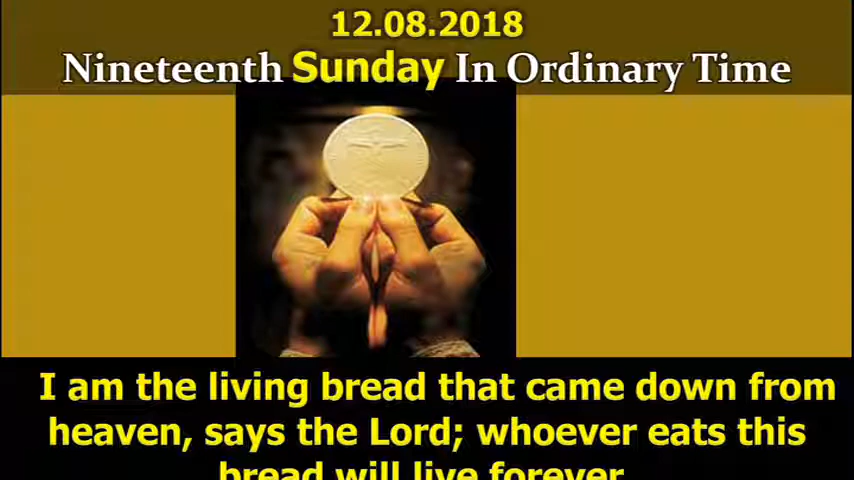 12.08.2018
Nineteenth Sunday In Ordinary Time
I am the living bread that came down from
heaven, says the Lord; whoever eats this
bread will live forever